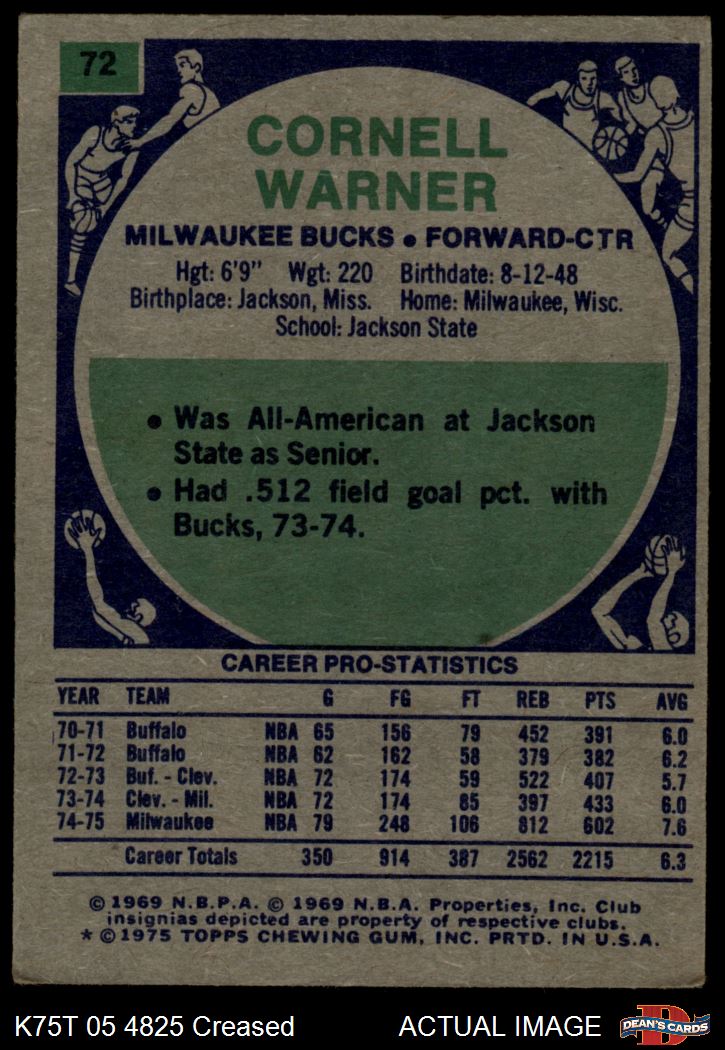 72
CORNELL
WARNER
MILWAUKEE BUCKS • FORWARD-CTR
Hgt: 6'9" Wgt: 220 Birthdate: 8-12-48
Birthplace: Jackson, Miss. Home: Milwaukee, Wisc.
School: Jackson State
• Was All-American at Jackson
State as Senior.
• Had .512 field goal pct. with
Bucks, 73-74.
CAREER PRO-STATISTICS
YEAR TEAM G FG FT REB PTS AVG
70-71 Buffalo NBA 65 156 79 452 391 6.0
71-72 Buffalo NBA 62 162 58 379 382 6.2
72-73 Buf. - Clev. NBA 72 174 59 522 407 5.7
73-74 Clev. - Mil. NBA 72 174 85 397 433 6.0
74-75 Milwaukee NBA 79 248 106 812 602 7.6
Career Totals 350 914 387 2562 2215 6.3
© 1969 N.B.P.A. © 1969 N.B.A. Properties, Inc. Club
insignias depicted are property of respective clubs.
* © 1975 TOPPS CHEWING GUM, INC. PRTD. IN U.S.A.
K75T 05 4825 Creased ACTUAL IMAGE
D
DEAN'S CARDS